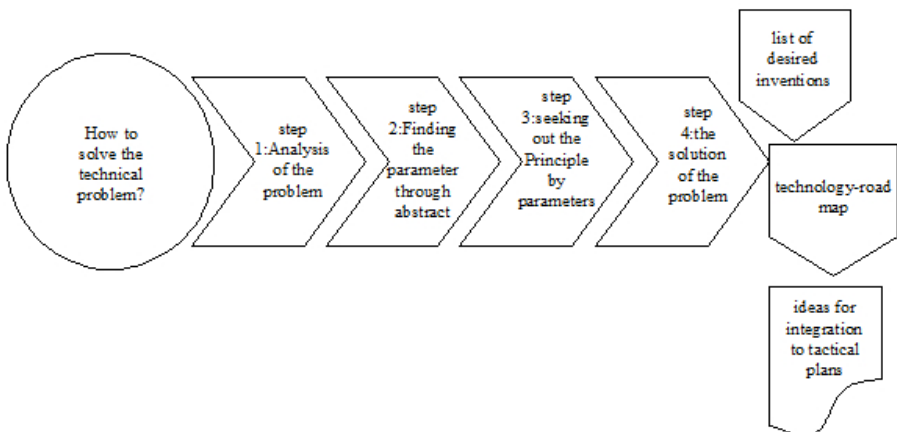 How to
solve the
technical
problem?
step
1:Analysis
of the
problem
step
2:Finding
the
parameter
through
abstract
step
3:seeking
out the
Principle
by
parameters
step
4:the
solution
of the
problem
list of
desired
inventions
technology-road
map
ideas for
integration
to tactical
plans